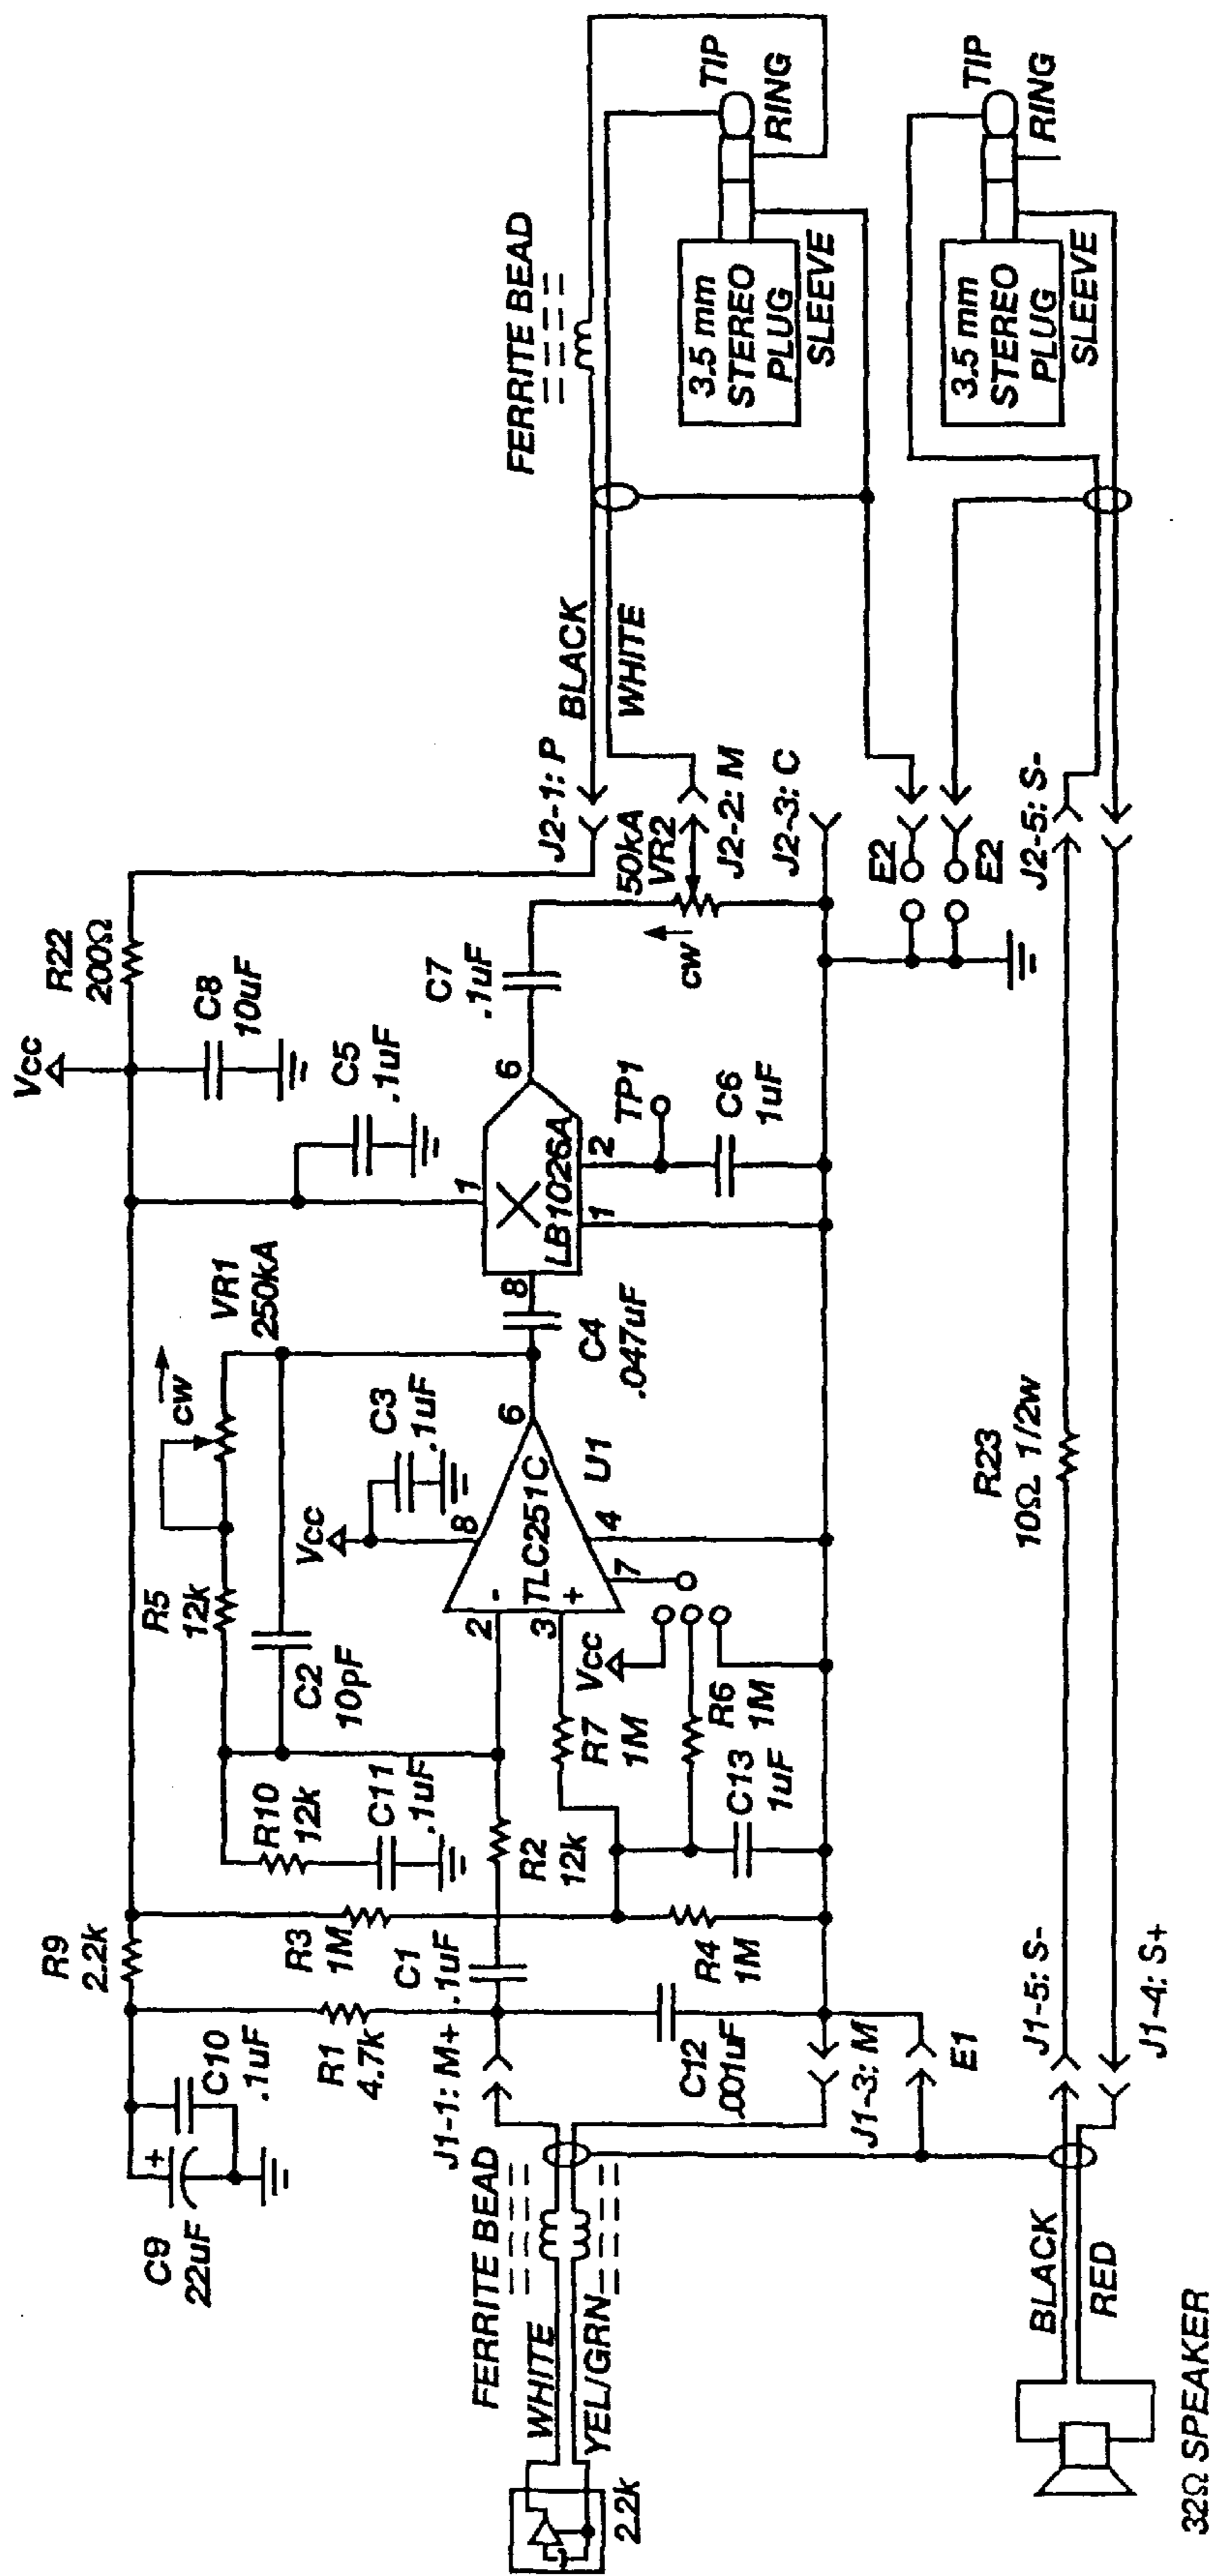 Vcc
R22
200Ω
C8
10uF
C5
.1uF
R9
2.2k
C9
22uF
+
C10
.1uF
R1
4.7k
R3
1M
R10
12k
C11
.1uF
R5
12k
C2
10pF
VR1
250kA
cw
Vcc
C3
.1uF
8
2
-
3
+
TLC251C
6
U1
4
7
C4
.047uF
8
1
LB1026A
6
1
2
TP1
C6
1uF
C7
.1uF
50kA
VR2
cw
J2-1: P
J2-2: M
J2-3: C
BLACK
WHITE
FERRITE BEAD
3.5 mm
STEREO
PLUG
SLEEVE
TIP
RING
3.5 mm
STEREO
PLUG
SLEEVE
TIP
RING
E2
E2
J2-5: S-
R23
10Ω 1/2w
Vcc
R7
1M
R6
1M
C13
1uF
R2
12k
R4
1M
C1
.1uF
J1-1: M+
C12
.001uF
J1-3: M
E1
J1-5: S-
J1-4: S+
FERRITE BEAD
WHITE
YEL/GRN
2.2k
BLACK
RED
32Ω SPEAKER